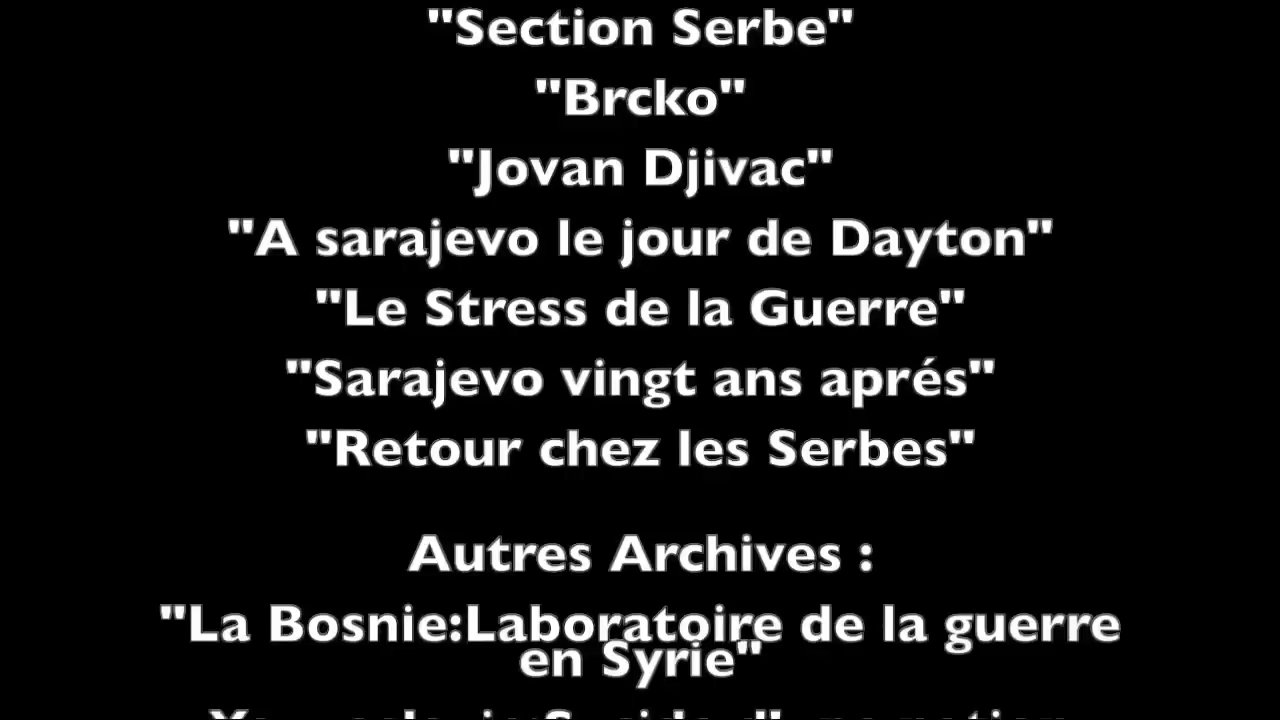 "Section Serbe"
"Brcko"
"Jovan Djivac"
"A sarajevo le jour de Dayton"
"Le Stress de la Guerre"
"Sarajevo vingt ans aprés"
"Retour chez les Serbes"
Autres Archives :
"La Bosnie:Laboratoire de la guerre
en Syrie"